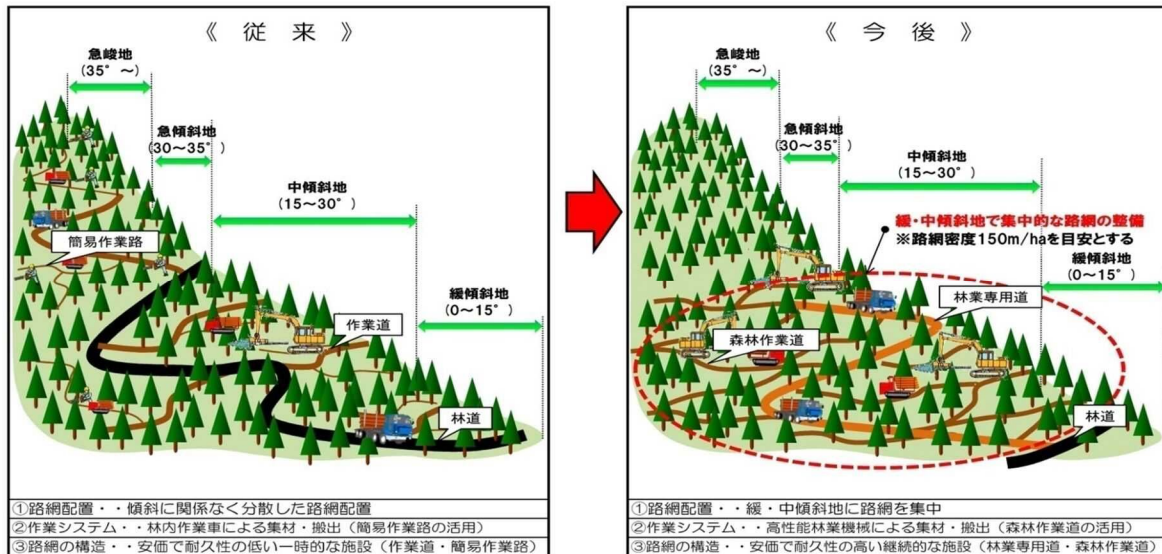 《 従 来 》
急峻地
(35° ～)
急傾斜地
(30～35°)
中傾斜地
(15～30°)
簡易作業路
緩傾斜地
(0～15°)
作業道
林道
①路網配置・・傾斜に関係なく分散した路網配置
②作業システム・・林内作業車による集材・搬出（簡易作業路の活用）
③路網の構造・・安価で耐久性の低い一時的な施設（作業道・簡易作業路）
《 今 後 》
急峻地
(35° ～)
急傾斜地
(30～35°)
中傾斜地
(15～30°)
緩・中傾斜地で集中的な路網の整備
※路網密度150m/haを目安とする
緩傾斜地
(0～15°)
林業専用道
森林作業道
林道
①路網配置・・緩・中傾斜地に路網を集中
②作業システム・・高性能林業機械による集材・搬出（森林作業道の活用）
③路網の構造・・安価で耐久性の高い継続的な施設（林業専用道・森林作業道）